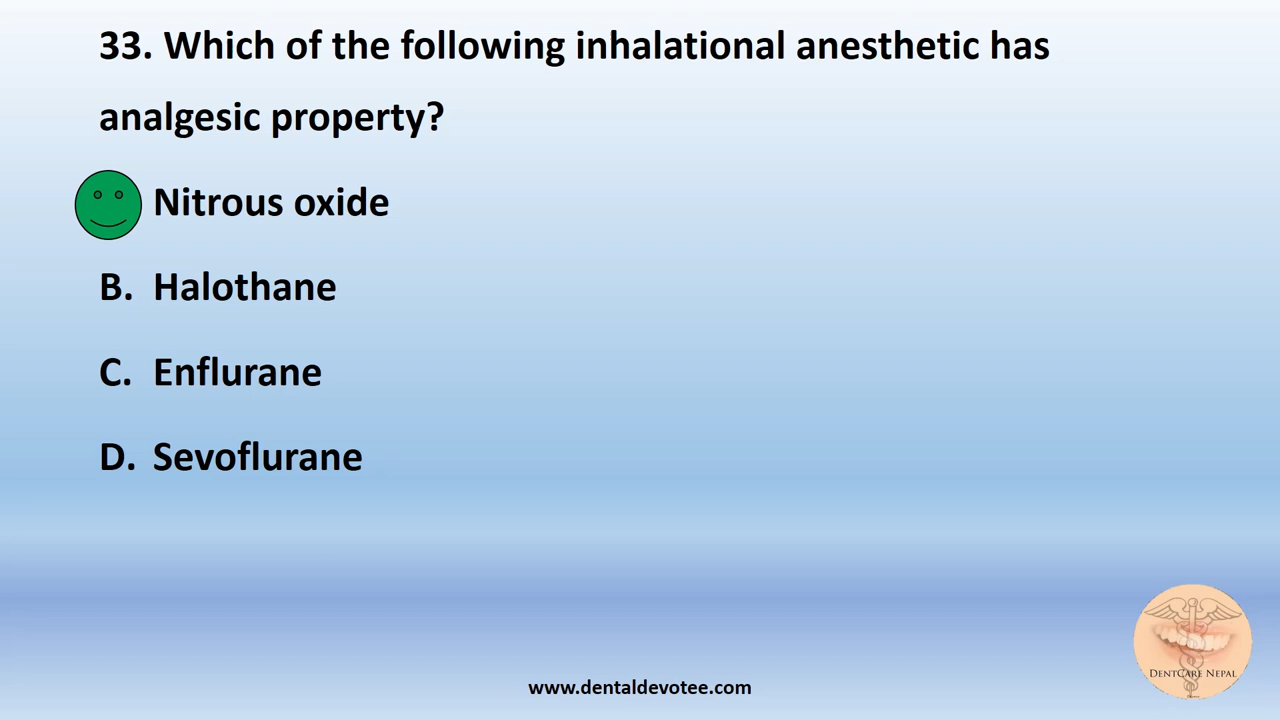 33. Which of the following inhalational anesthetic has
analgesic property?
Nitrous oxide
B. Halothane
C. Enflurane
D. Sevoflurane
DENTCARE NEPAL
www.dentaldevotee.com